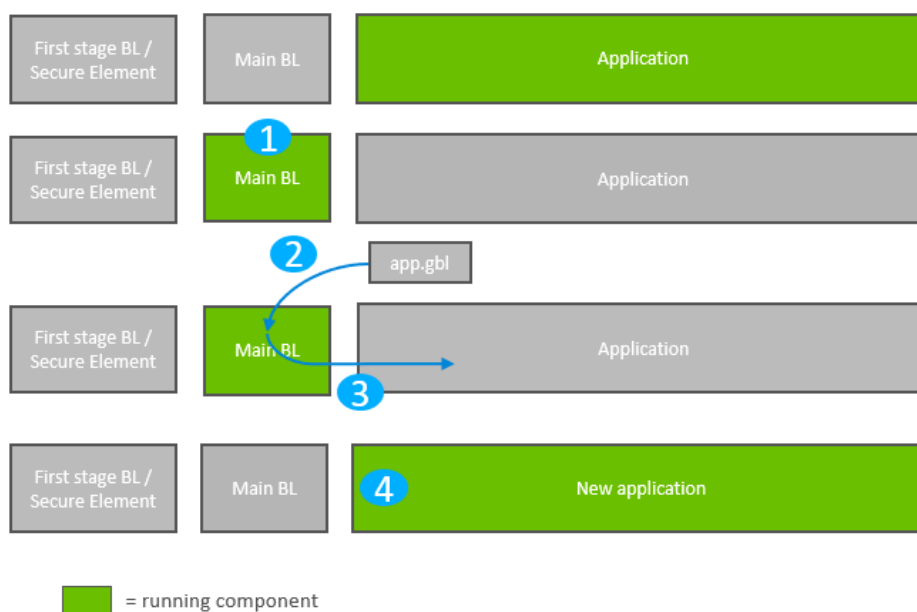 First stage BL /
Secure Element
Main BL
Application
1
First stage BL /
Secure Element
Main BL
Application
2
app.gbl
First stage BL /
Secure Element
Main BL
Application
3
First stage BL /
Secure Element
Main BL
4
New application
= running component